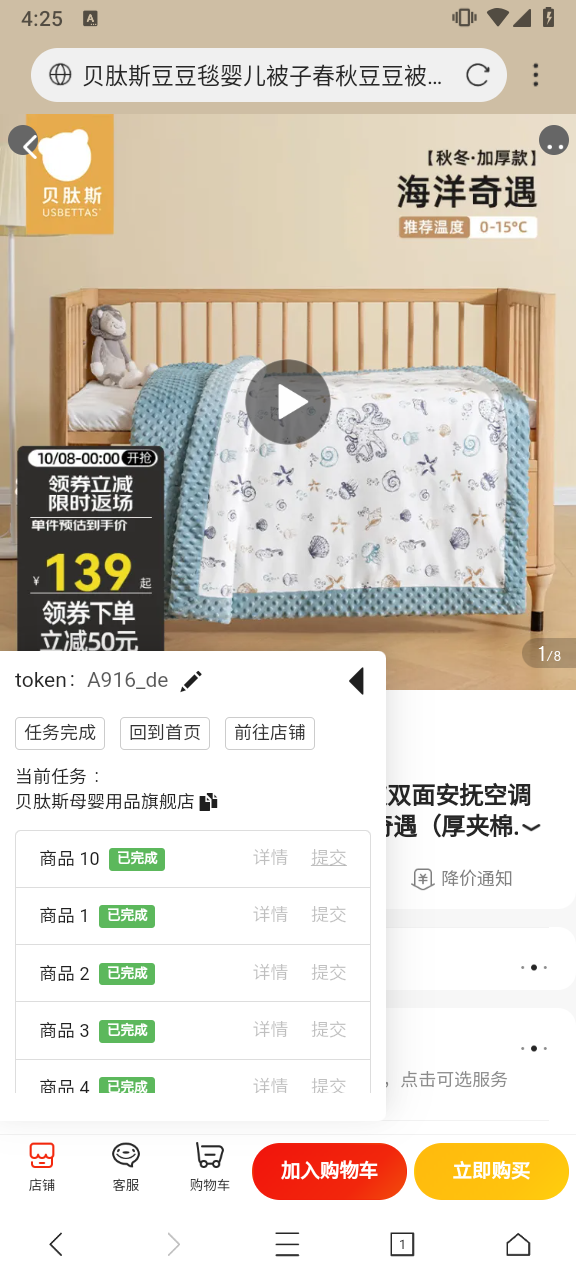 4:25
A
贝肽斯豆豆毯婴儿被子春秋豆豆被...
贝肽斯
USBETTAS
【秋冬·加厚款】
海洋奇遇
推荐温度 0-15°C
10/08-00:00 开抢
领券立减
限时返场
单件预估到手价
¥139起
领券下单
立减50元
1/8
token: A916_de
任务完成 回到首页 前往店铺
当前任务：
贝肽斯母婴用品旗舰店
双面安抚空调
奇遇（厚夹棉.
商品 10 已完成 详情 提交
降价通知
商品 1 已完成 详情 提交
商品 2 已完成 详情 提交
商品 3 已完成 详情 提交
商品 4 已完成 详情 提交
，点击可选服务
店铺 客服 购物车 加入购物车 立即购买
1